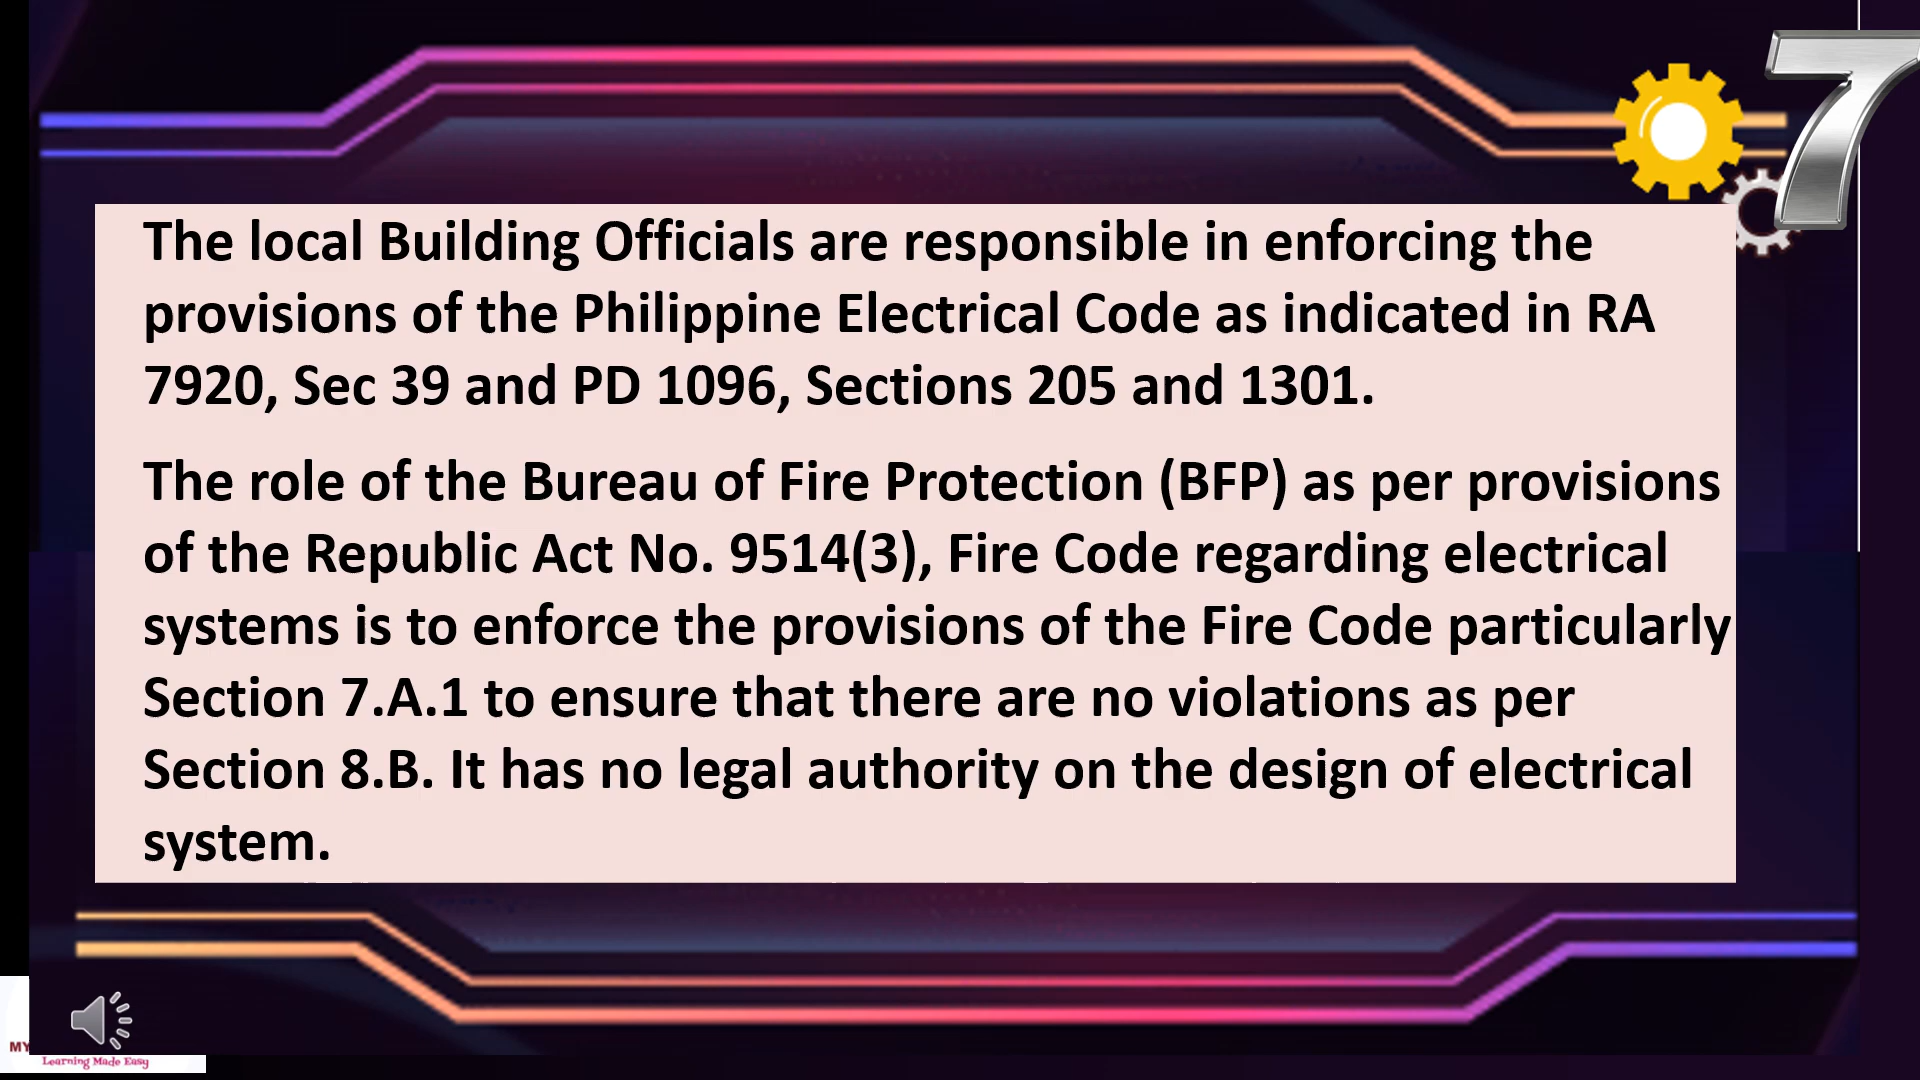 7
The local Building Officials are responsible in enforcing the
provisions of the Philippine Electrical Code as indicated in RA
7920, Sec 39 and PD 1096, Sections 205 and 1301.
The role of the Bureau of Fire Protection (BFP) as per provisions
of the Republic Act No. 9514(3), Fire Code regarding electrical
systems is to enforce the provisions of the Fire Code particularly
Section 7.A.1 to ensure that there are no violations as per
Section 8.B. It has no legal authority on the design of electrical
system.
MY
Learning Made Easy